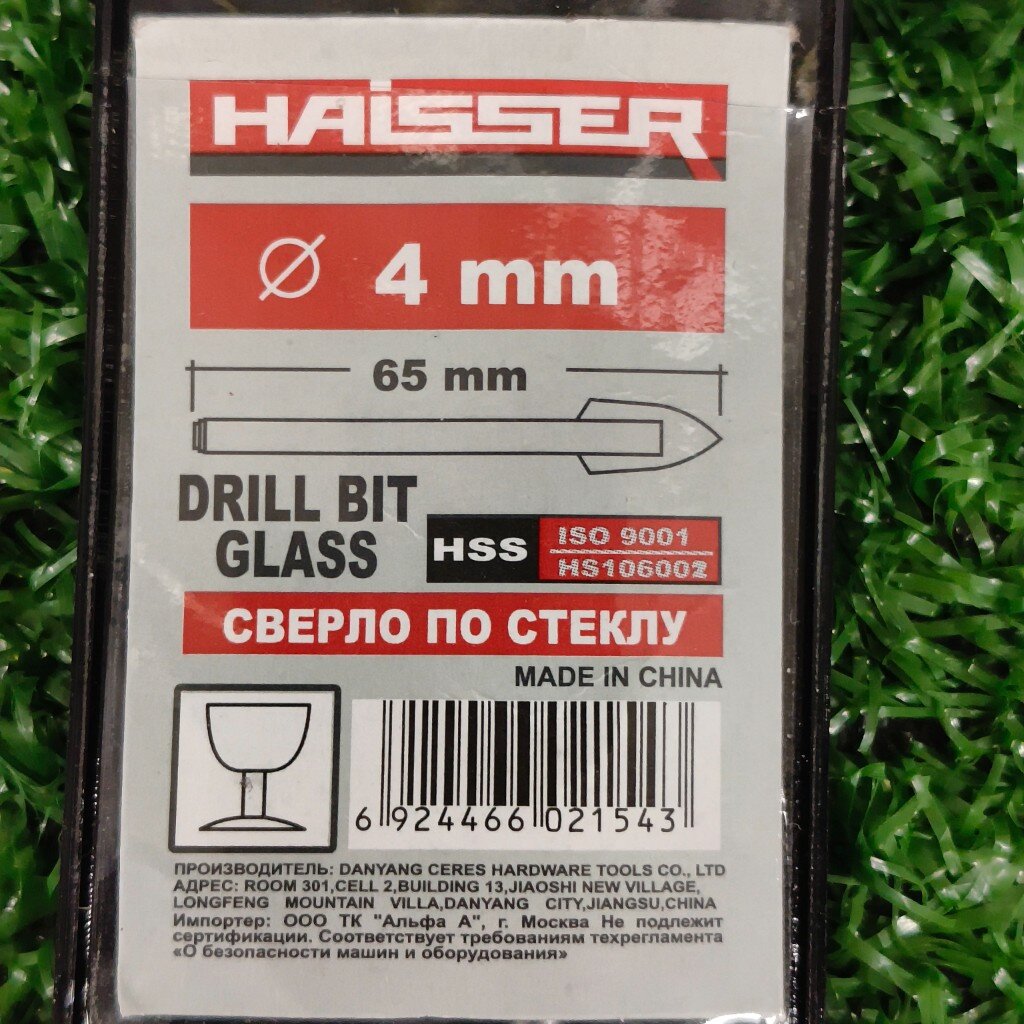 HAISSER
Ø 4 mm
65 mm
DRILL BIT
GLASS
HSS
ISO 9001
HS106002
СВЕРЛО ПО СТЕКЛУ
MADE IN CHINA
6 924466 021543
ПРОИЗВОДИТЕЛЬ: DANYANG CERES HARDWARE TOOLS CO., LTD
АДРЕС: ROOM 301,CELL 2,BUILDING 13,JIAOSHI NEW VILLAGE,
LONGFENG MOUNTAIN VILLA,DANYANG CITY,JIANGSU,CHINA
Импортер: ООО ТК "Альфа А", г. Москва Не подлежит
сертификации. Соответствует требованиям техрегламента
«О безопасности машин и оборудования»